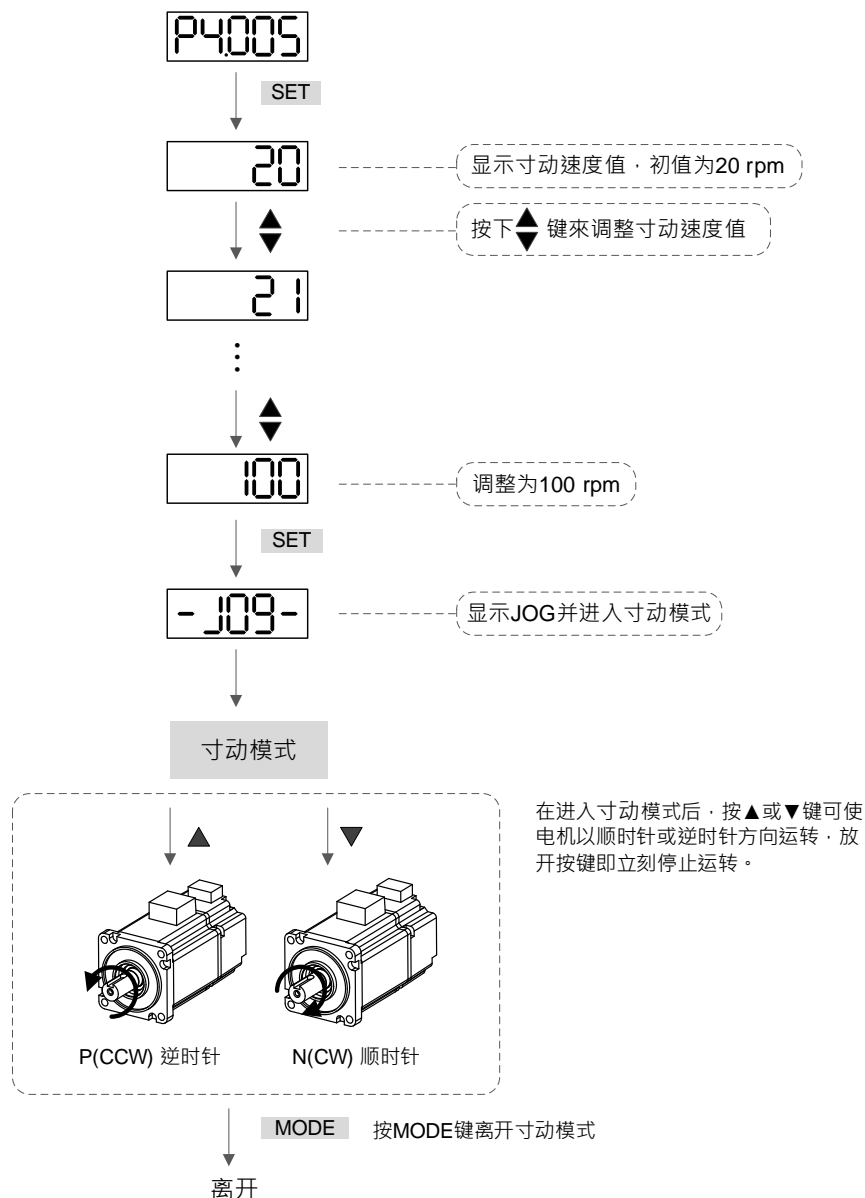 P4.005
SET
20
显示寸动速度值，初值为20 rpm
▲▼
按下▲▼键來调整寸动速度值
21
⋮
▲▼
100
调整为100 rpm
SET
-JOG-
显示JOG并进入寸动模式
寸动模式
在进入寸动模式后，按▲或▼键可使
电机以顺时针或逆时针方向运转，放
开按键即立刻停止运转。
▲ ▼
P(CCW) 逆时针 N(CW) 顺时针
MODE 按MODE键离开寸动模式
离开